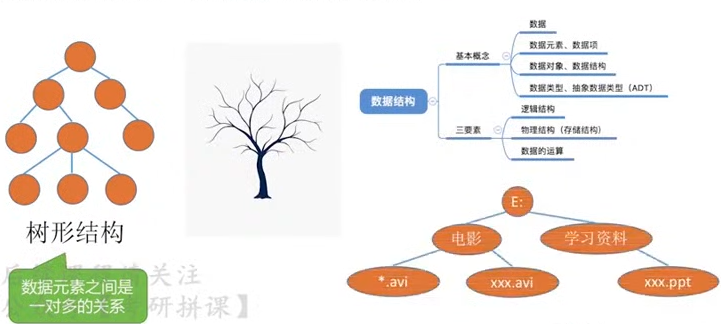 树形结构
数据元素之间是
一对多的关系
数据结构
基本概念
数据
数据元素、数据项
数据对象、数据结构
数据类型、抽象数据类型（ADT）
三要素
逻辑结构
物理结构（存储结构）
数据的运算
E:
电影
学习资料
*.avi
xxx.avi
xxx.ppt
关注
研拼课】